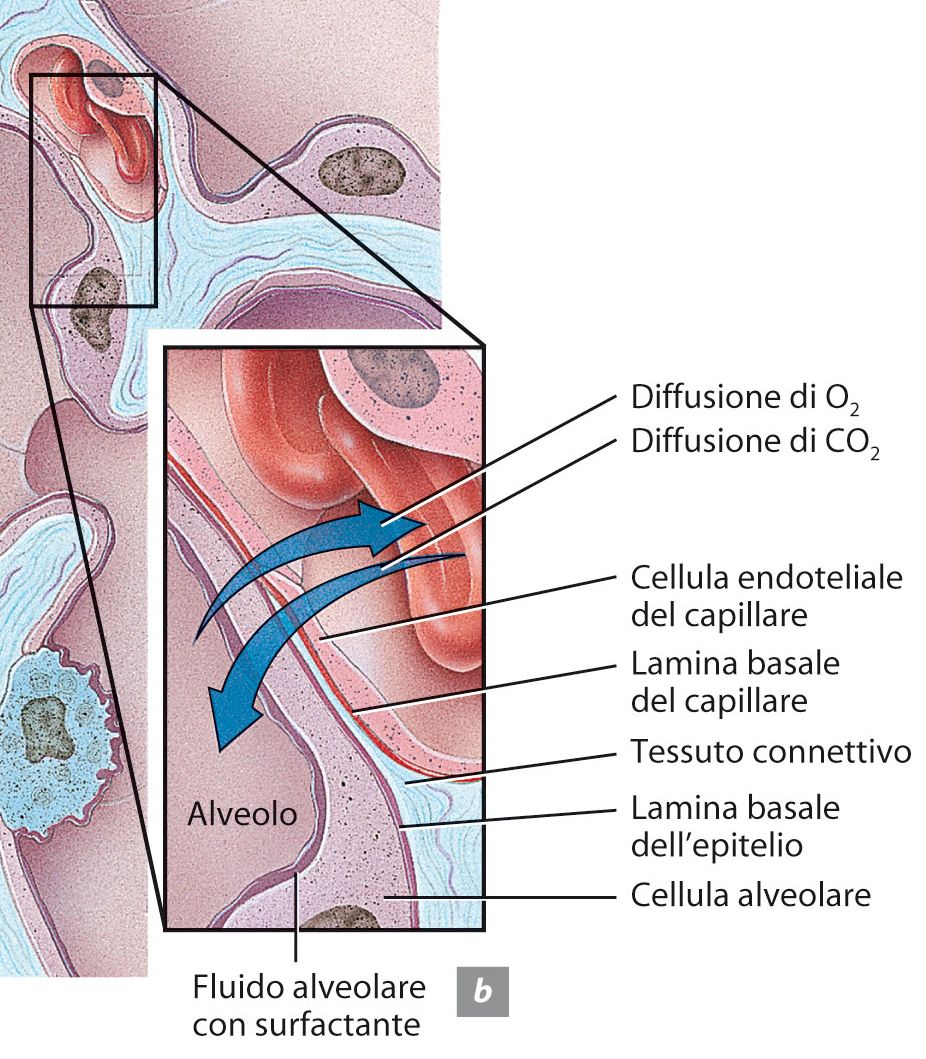 Diffusione di O2
Diffusione di CO2
Cellula endoteliale
del capillare
Lamina basale
del capillare
Tessuto connettivo
Lamina basale
dell'epitelio
Cellula alveolare
Alveolo
Fluido alveolare
con surfactante
b